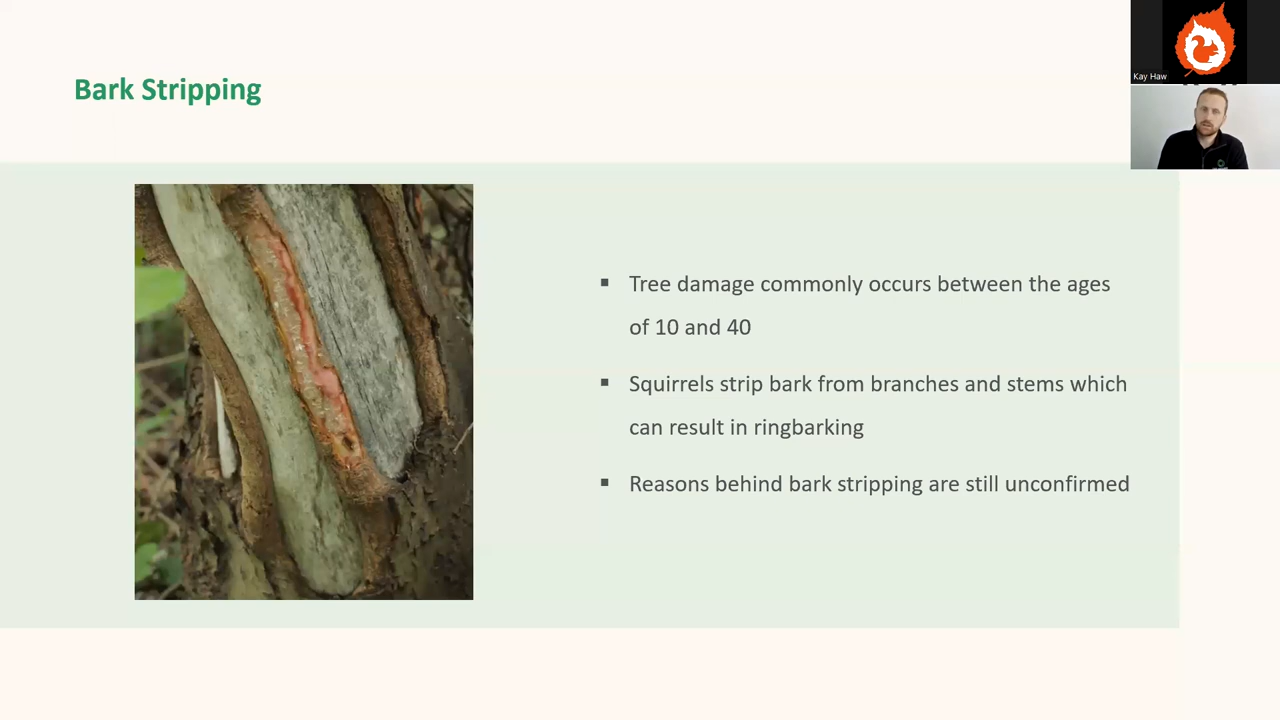 Bark Stripping
Kay Haw
▪ Tree damage commonly occurs between the ages
of 10 and 40
▪ Squirrels strip bark from branches and stems which
can result in ringbarking
▪ Reasons behind bark stripping are still unconfirmed